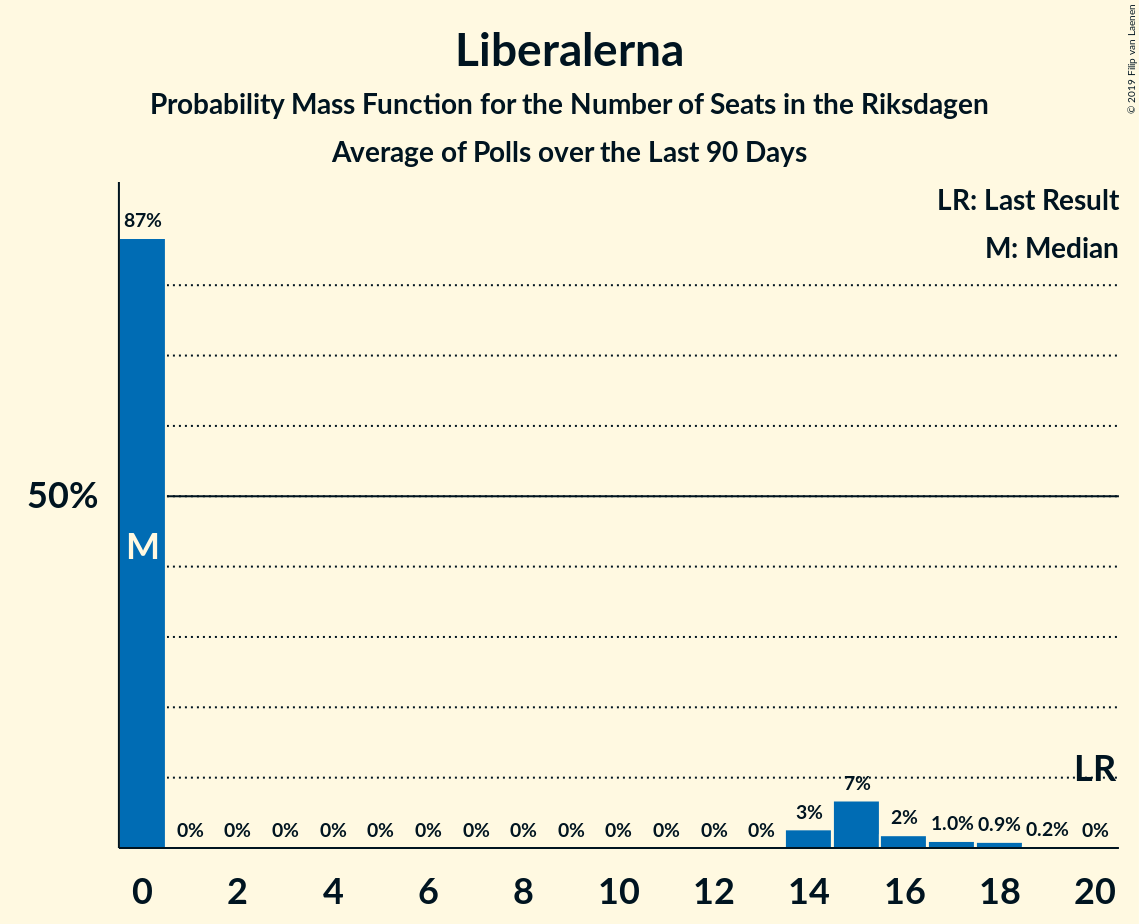 Liberalerna
Probability Mass Function for the Number of Seats in the Riksdagen
Average of Polls over the Last 90 Days
© 2019 Filip van Laenen
LR: Last Result
M: Median
87%
50%
M
LR
0% 0% 0% 0% 0% 0% 0% 0% 0% 0% 0% 0% 0% 3% 7% 2% 1.0% 0.9% 0.2% 0%
0 2 4 6 8 10 12 14 16 18 20